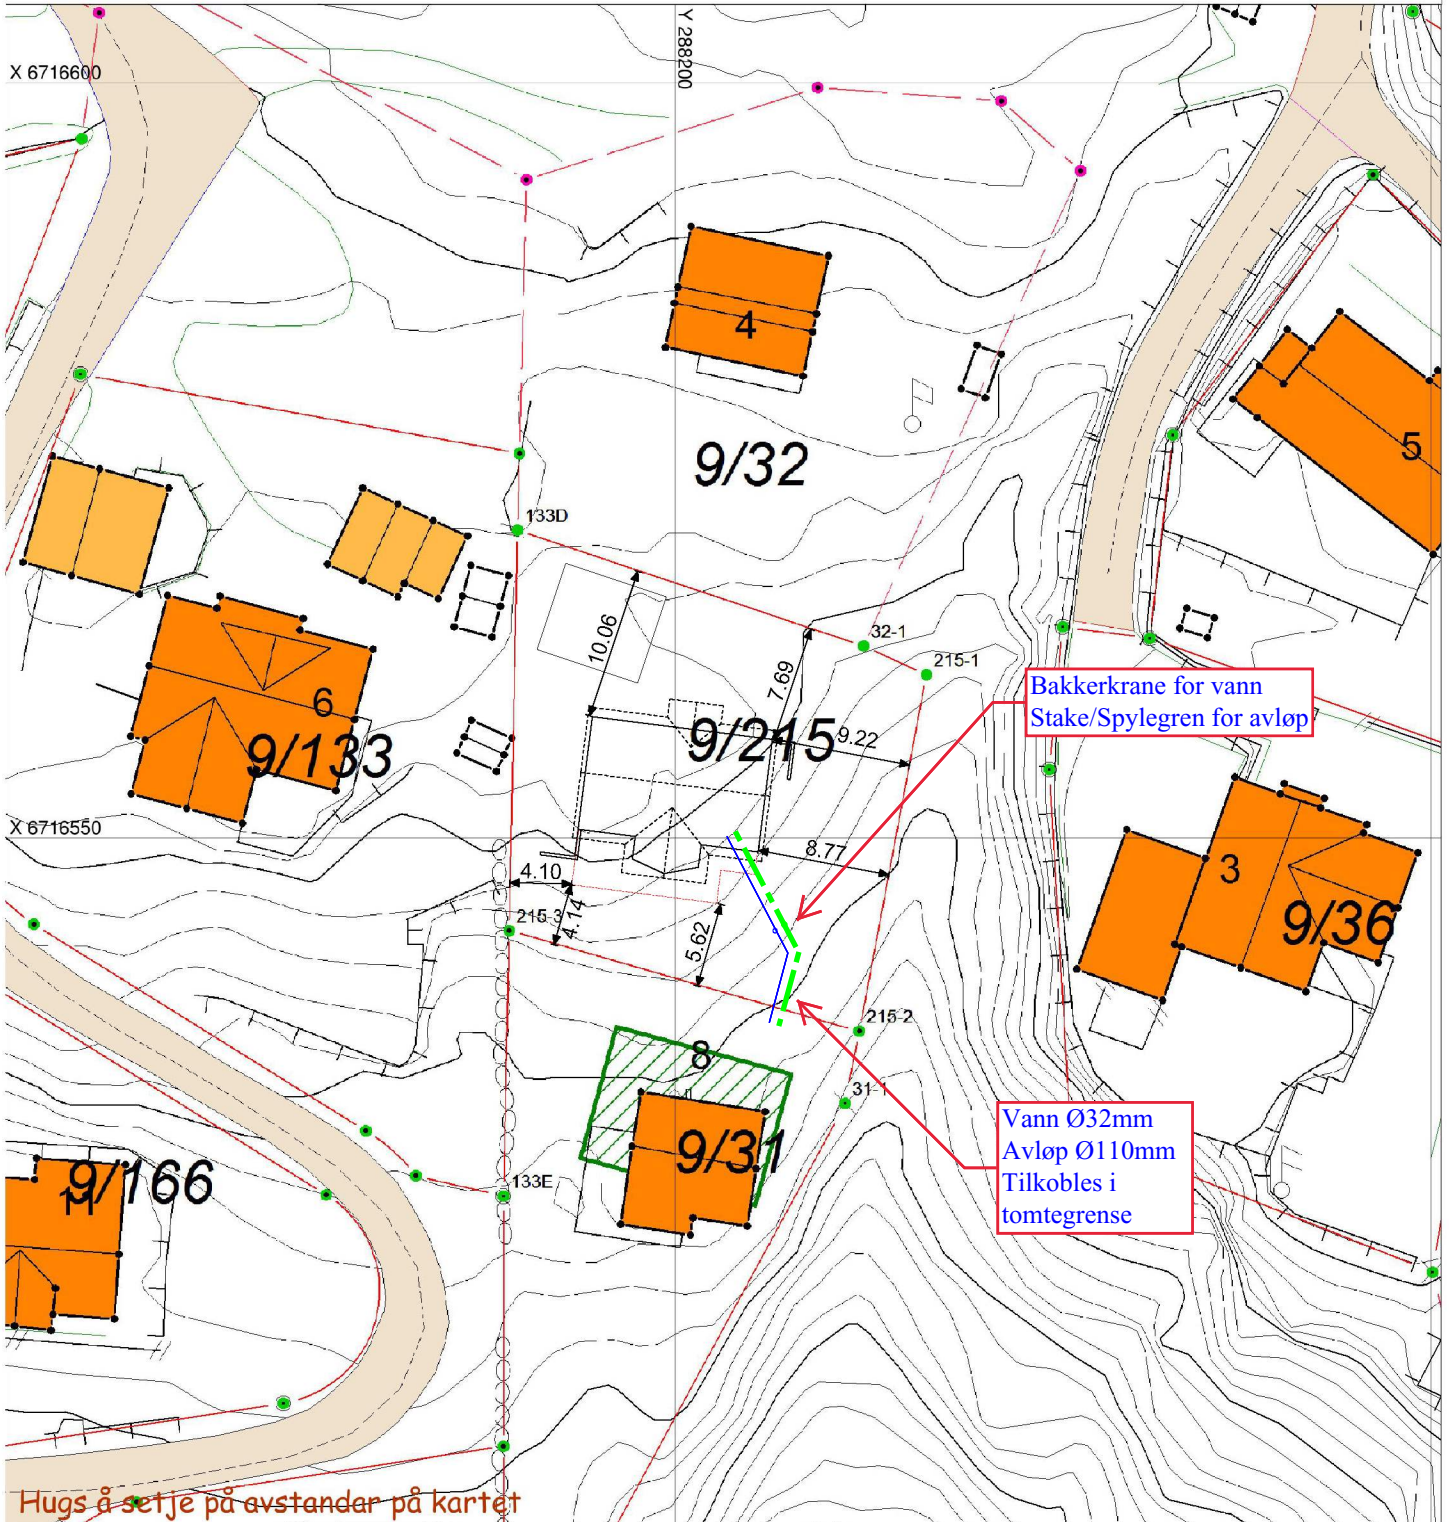 Y 288200
X 6716600
4
5
9/32
133D
10.06
32-1
7.69
215-1
Bakkerkrane for vann
Stake/Spylegren for avløp
6
9/133
9/215
9.22
X 6716550
8.77
4.10
3
215-3
4.14
5.62
9/36
215-2
8
31-1
Vann Ø32mm
Avløp Ø110mm
Tilkobles i
tomtegrense
9/31
9/166
11
133E
Hugs å setje på avstandar på kartet